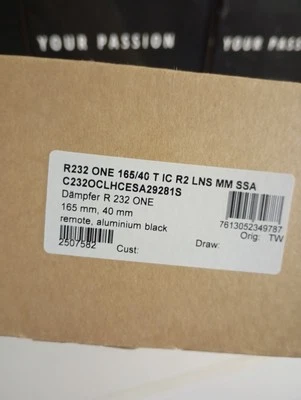 YOUR PASSION YOUR PASSION
R232 ONE 165/40 T IC R2 LNS MM SSA
C232OCLHCESA29281S
Dämpfer R 232 ONE
165 mm, 40 mm
remote, aluminium black
7613052349787
2507582 Cust: Draw: Orig: TW